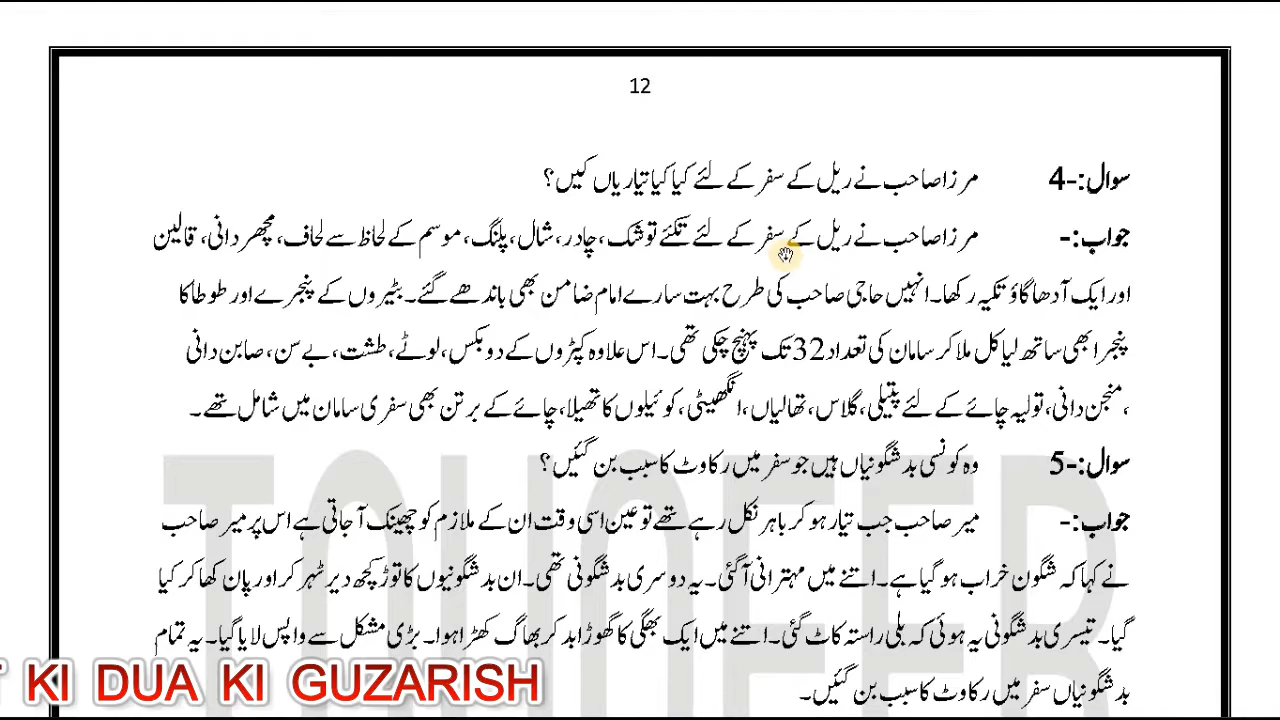 12
سوال:-4 مرزا صاحب نے ریل کے سفر کے لئے کیا کیا تیاریاں کیں؟
جواب:- مرزا صاحب نے ریل کے سفر کے لئے تکئے توشک، چادر، شال، پلنگ، موسم کے لحاظ سے لحاف، مچھر دانی، قالین
اور ایک آدھا گاؤ تکیہ رکھا۔ انہیں حاجی صاحب کی طرح بہت سارے امام ضامن بھی باندھے گئے۔ بٹیروں کے پنجرے اور طوطا کا
پنجرا بھی ساتھ لیا کل ملا کر سامان کی تعداد 32 تک پہنچ چکی تھی۔ اس علاوہ کپڑوں کے دو بکس، لوٹے، طشت، بے سن، صابن دانی
، منجن دانی، تولیہ چائے کے لئے پتیلی، گلاس، تھالیاں، انگھیٹی، کوئیلوں کا تھیلا، چائے کے برتن بھی سفری سامان میں شامل تھے۔
سوال:-5 وہ کونسی بدشگونیاں ہیں جو سفر میں رکاوٹ کا سبب بن گئیں؟
جواب:- میر صاحب جب تیار ہو کر باہر نکل رہے تھے تو عین اسی وقت ان کے ملازم کو چھینک آجاتی ہے اس پر میر صاحب
نے کہا کہ شگون خراب ہو گیا ہے۔ اتنے میں مہترانی آگئی۔ یہ دوسری بدشگونی تھی۔ ان بدشگونیوں کا توڑ کچھ دیر ٹہر کر اور پان کھا کر کیا
گیا۔ تیسری بدشگونی یہ ہوئی کہ بلی راستہ کاٹ گئی۔ اتنے میں ایک بھگی کا گھوڑا بد کر بھاگ کھڑا ہوا۔ بڑی مشکل سے واپس لایا گیا۔ یہ تمام
بدشگونیاں سفر میں رکاوٹ کا سبب بن گئیں۔
T KI DUA KI GUZARISH
TOUQEER